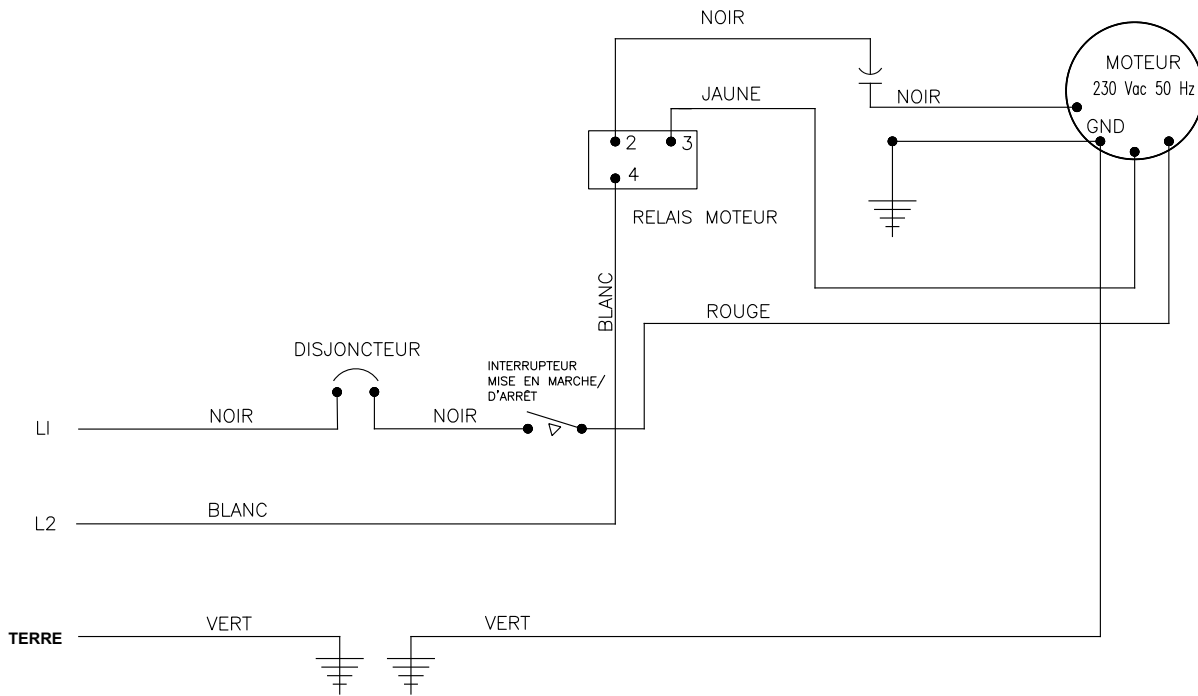 NOIR
MOTEUR
230 Vac 50 Hz
JAUNE
NOIR
GND
2
3
4
RELAIS MOTEUR
BLANC
ROUGE
DISJONCTEUR
INTERRUPTEUR
MISE EN MARCHE/
D'ARRÊT
L1
NOIR
NOIR
L2
BLANC
TERRE
VERT
VERT